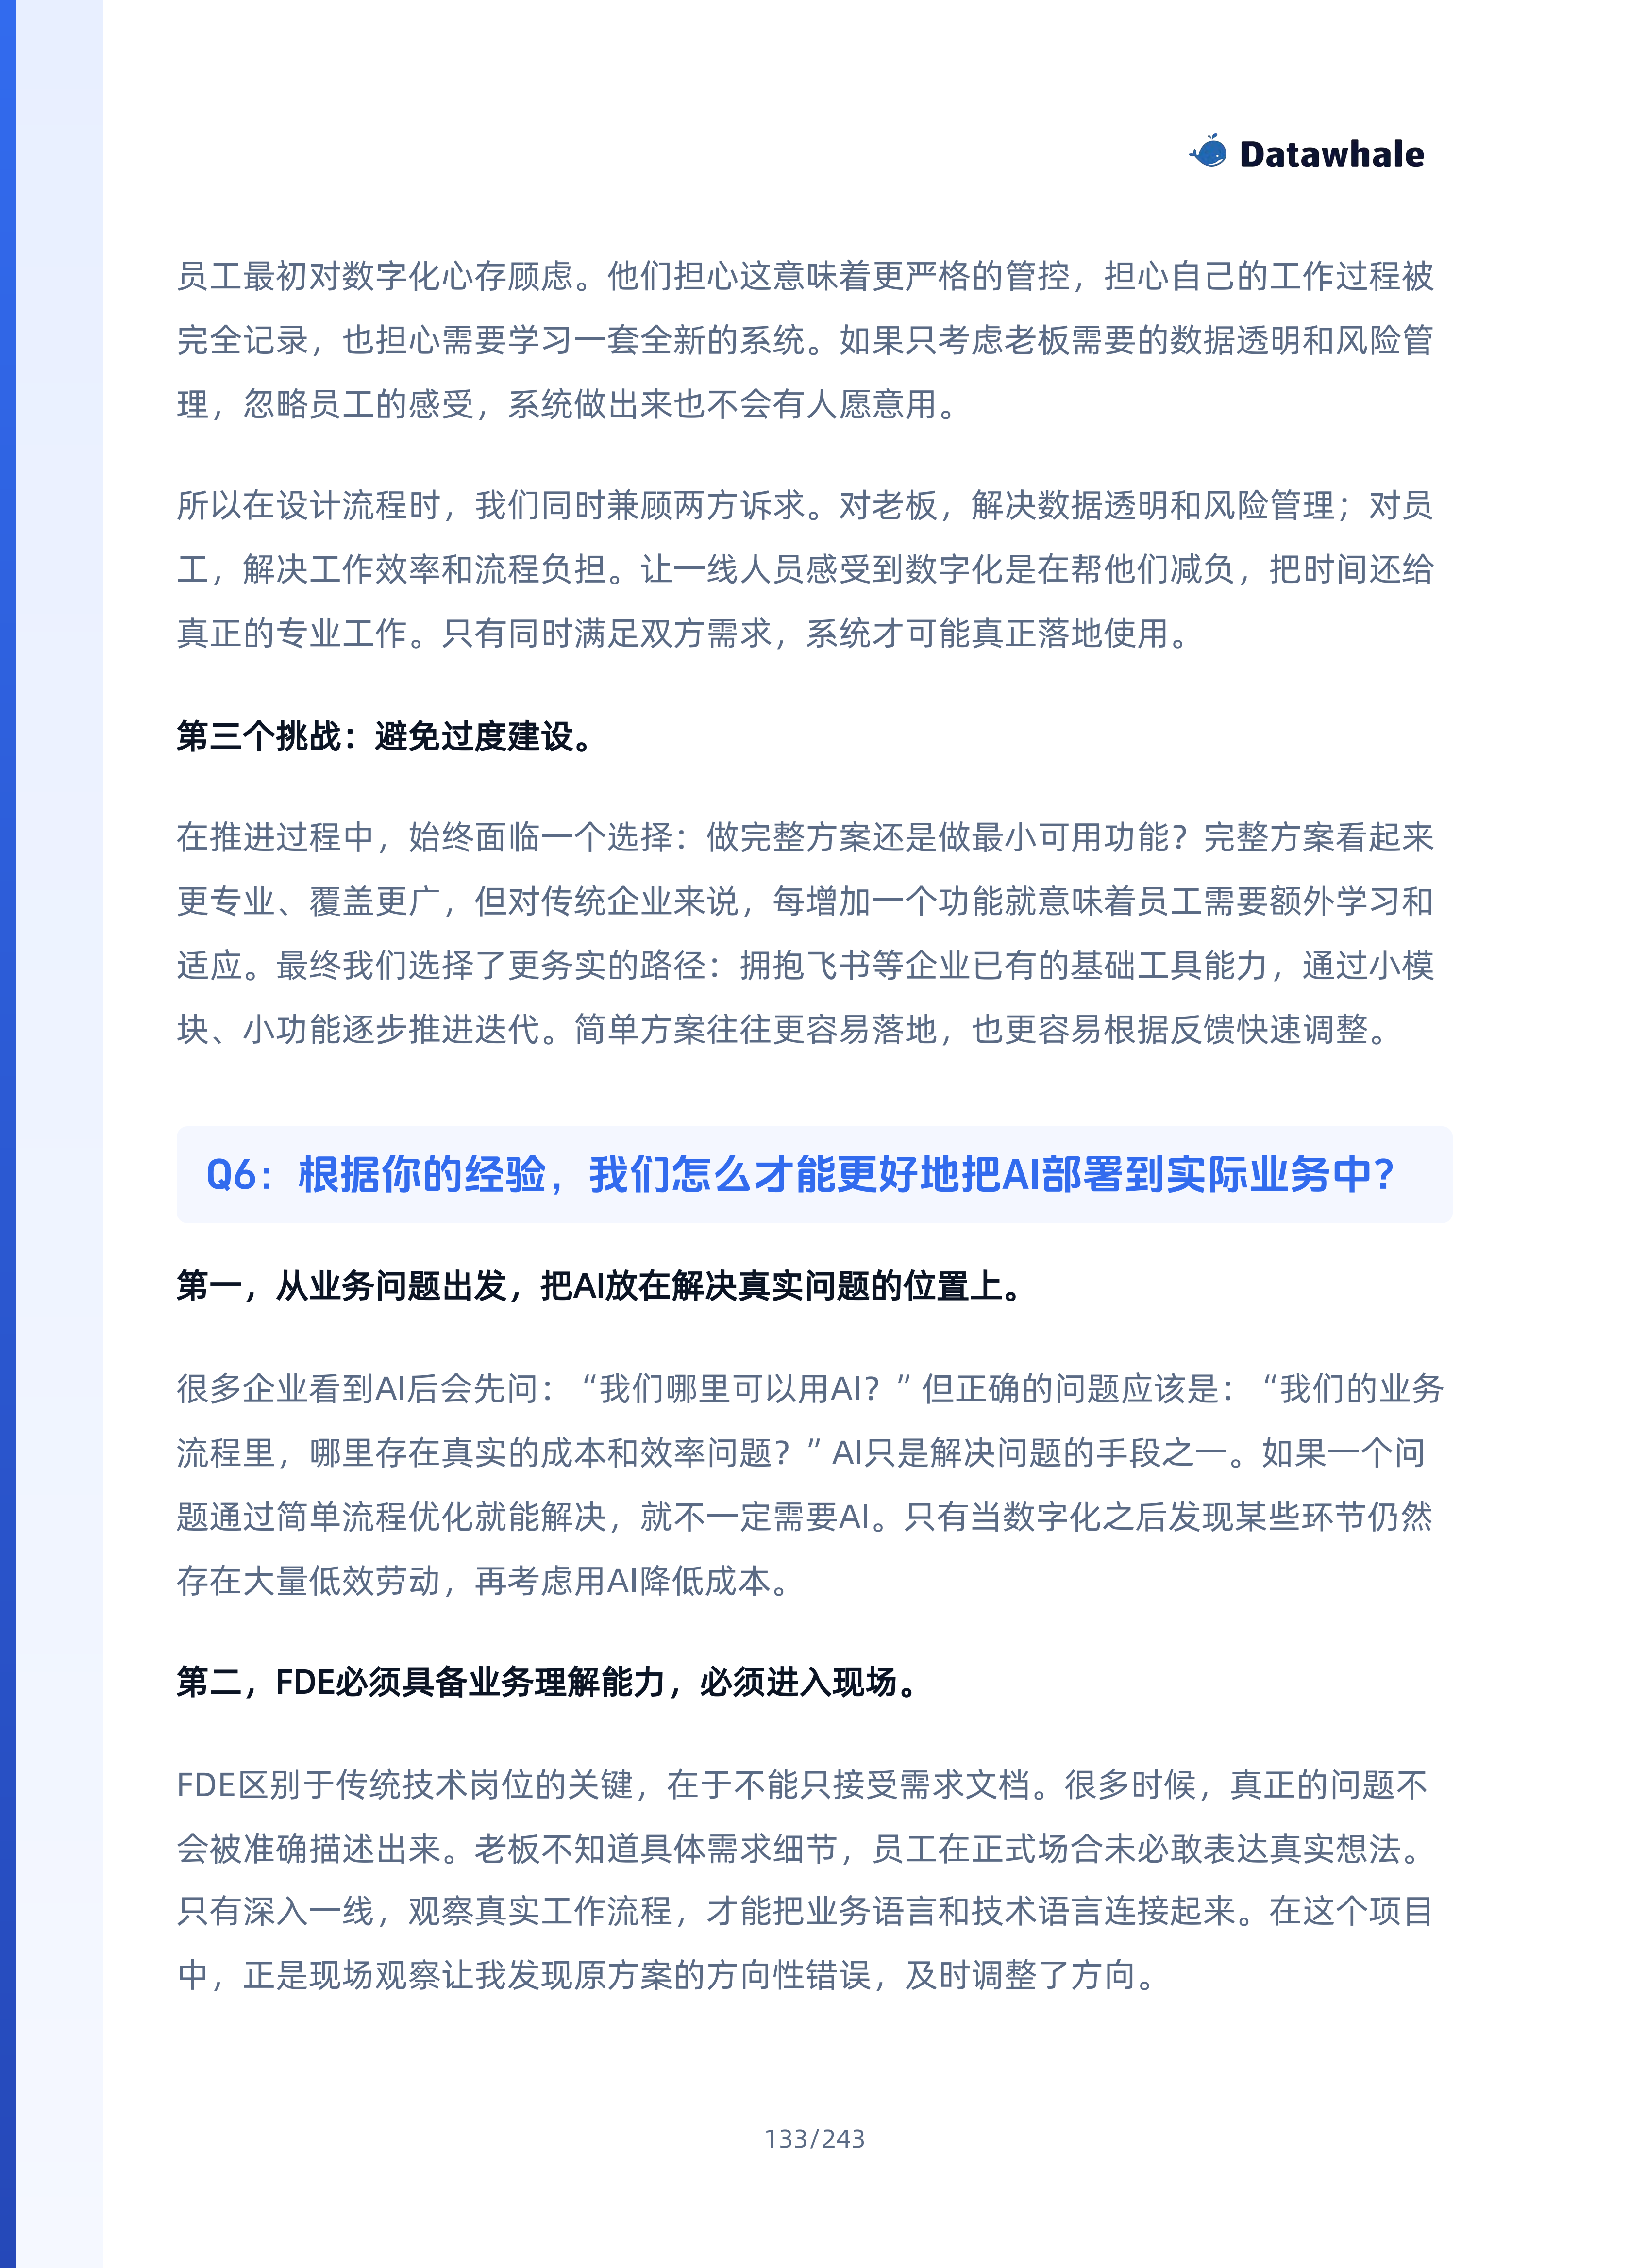 Datawhale
员工最初对数字化心存顾虑。他们担心这意味着更严格的管控，担心自己的工作过程被
完全记录，也担心需要学习一套全新的系统。如果只考虑老板需要的数据透明和风险管
理，忽略员工的感受，系统做出来也不会有人愿意用。
所以在设计流程时，我们同时兼顾两方诉求。对老板，解决数据透明和风险管理；对员
工，解决工作效率和流程负担。让一线人员感受到数字化是在帮他们减负，把时间还给
真正的专业工作。只有同时满足双方需求，系统才可能真正落地使用。
第三个挑战：避免过度建设。
在推进过程中，始终面临一个选择：做完整方案还是做最小可用功能？完整方案看起来
更专业、覆盖更广，但对传统企业来说，每增加一个功能就意味着员工需要额外学习和
适应。最终我们选择了更务实的路径：拥抱飞书等企业已有的基础工具能力，通过小模
块、小功能逐步推进迭代。简单方案往往更容易落地，也更容易根据反馈快速调整。
Q6：根据你的经验，我们怎么才能更好地把AI部署到实际业务中？
第一，从业务问题出发，把AI放在解决真实问题的位置上。
很多企业看到AI后会先问：“我们哪里可以用AI？”但正确的问题应该是：“我们的业务
流程里，哪里存在真实的成本和效率问题？”AI只是解决问题的手段之一。如果一个问
题通过简单流程优化就能解决，就不一定需要AI。只有当数字化之后发现某些环节仍然
存在大量低效劳动，再考虑用AI降低成本。
第二，FDE必须具备业务理解能力，必须进入现场。
FDE区别于传统技术岗位的关键，在于不能只接受需求文档。很多时候，真正的问题不
会被准确描述出来。老板不知道具体需求细节，员工在正式场合未必敢表达真实想法。
只有深入一线，观察真实工作流程，才能把业务语言和技术语言连接起来。在这个项目
中，正是现场观察让我发现原方案的方向性错误，及时调整了方向。
133/243